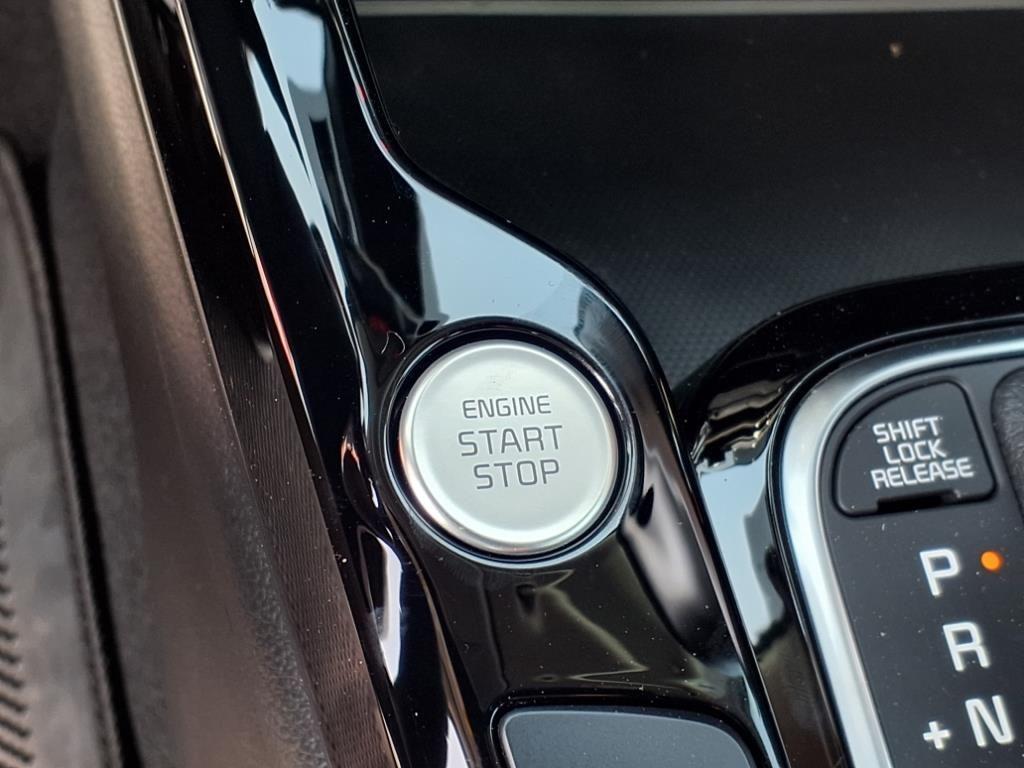 ENGINE
START
STOP
SHIFT
LOCK
RELEASE
P
R
+ N